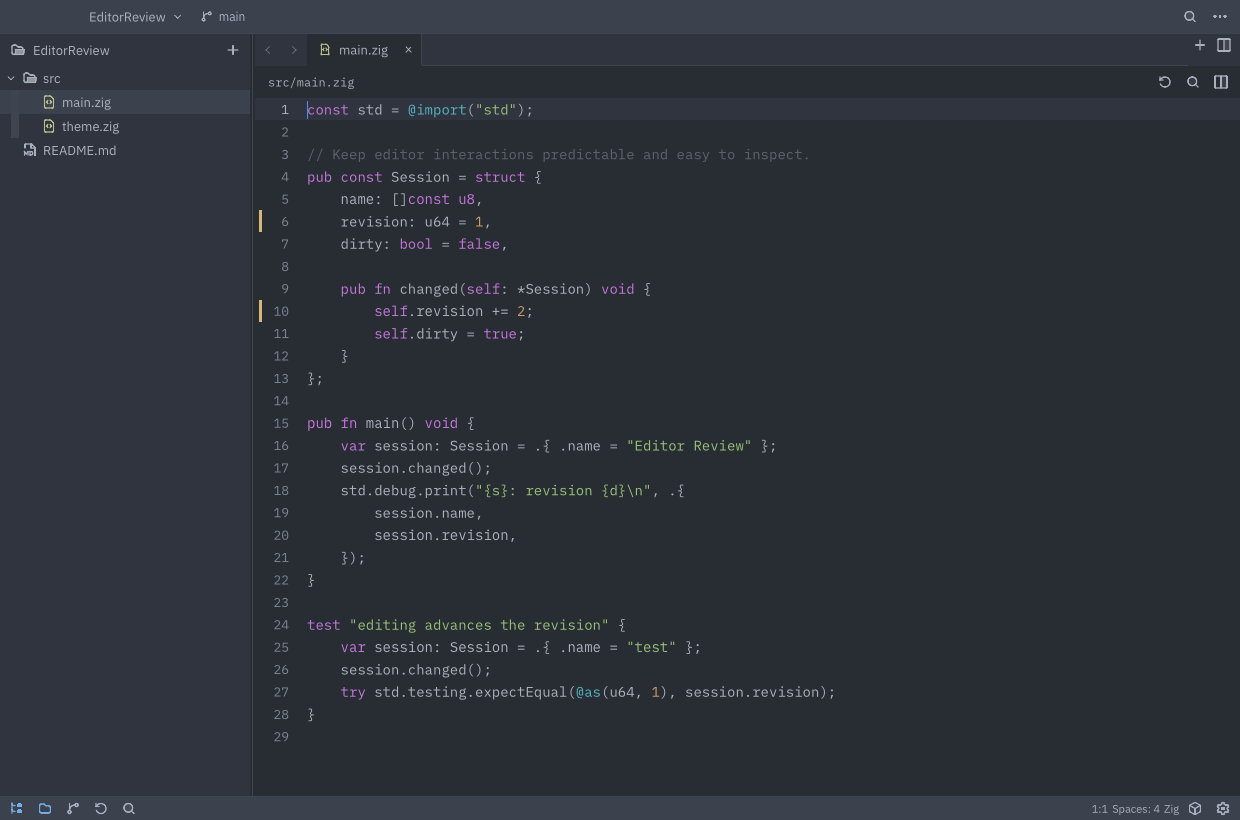 EditorReview main
EditorReview
src
main.zig
theme.zig
README.md
main.zig
src/main.zig
1 const std = @import("std");
2
3 // Keep editor interactions predictable and easy to inspect.
4 pub const Session = struct {
5     name: []const u8,
6     revision: u64 = 1,
7     dirty: bool = false,
8
9     pub fn changed(self: *Session) void {
10         self.revision += 2;
11         self.dirty = true;
12     }
13 };
14
15 pub fn main() void {
16     var session: Session = .{ .name = "Editor Review" };
17     session.changed();
18     std.debug.print("{s}: revision {d}\n", .{
19         session.name,
20         session.revision,
21     });
22 }
23
24 test "editing advances the revision" {
25     var session: Session = .{ .name = "test" };
26     session.changed();
27     try std.testing.expectEqual(@as(u64, 1), session.revision);
28 }
29
1:1 Spaces: 4 Zig